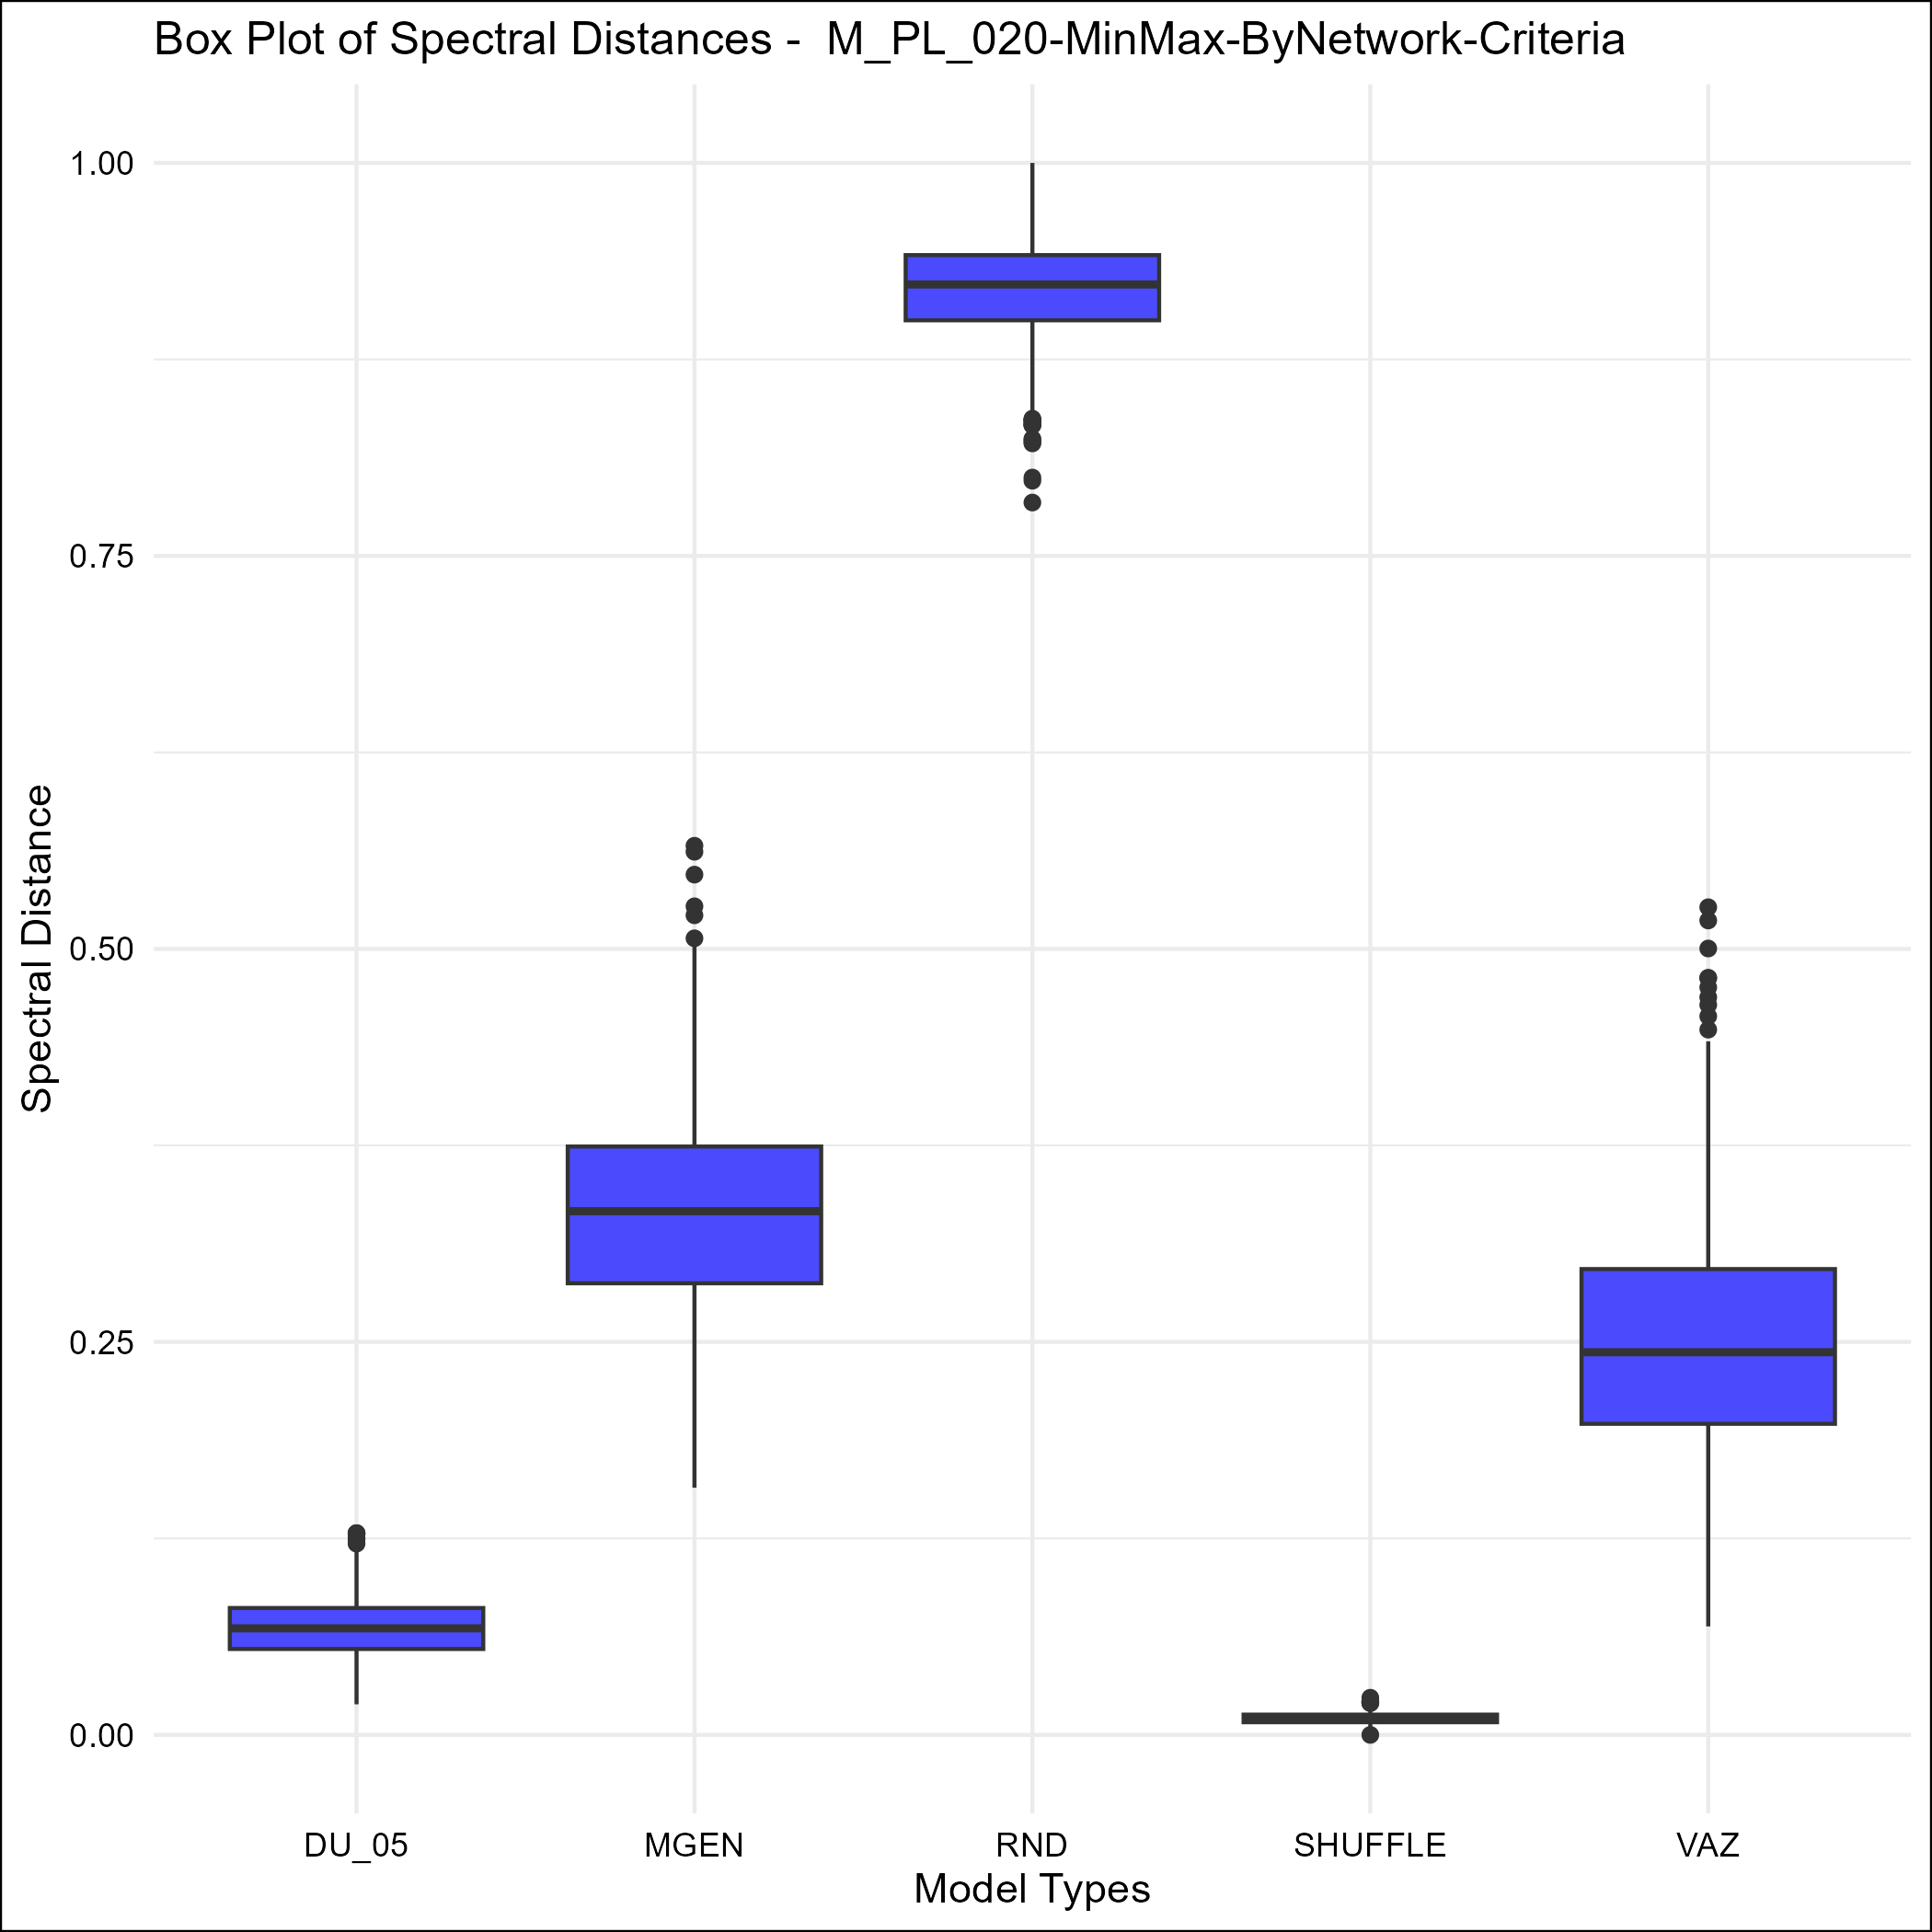 Box Plot of Spectral Distances -  M_PL_020-MinMax-ByNetwork-Criteria
Spectral Distance
1.00
0.75
0.50
0.25
0.00
DU_05 MGEN RND SHUFFLE VAZ
Model Types